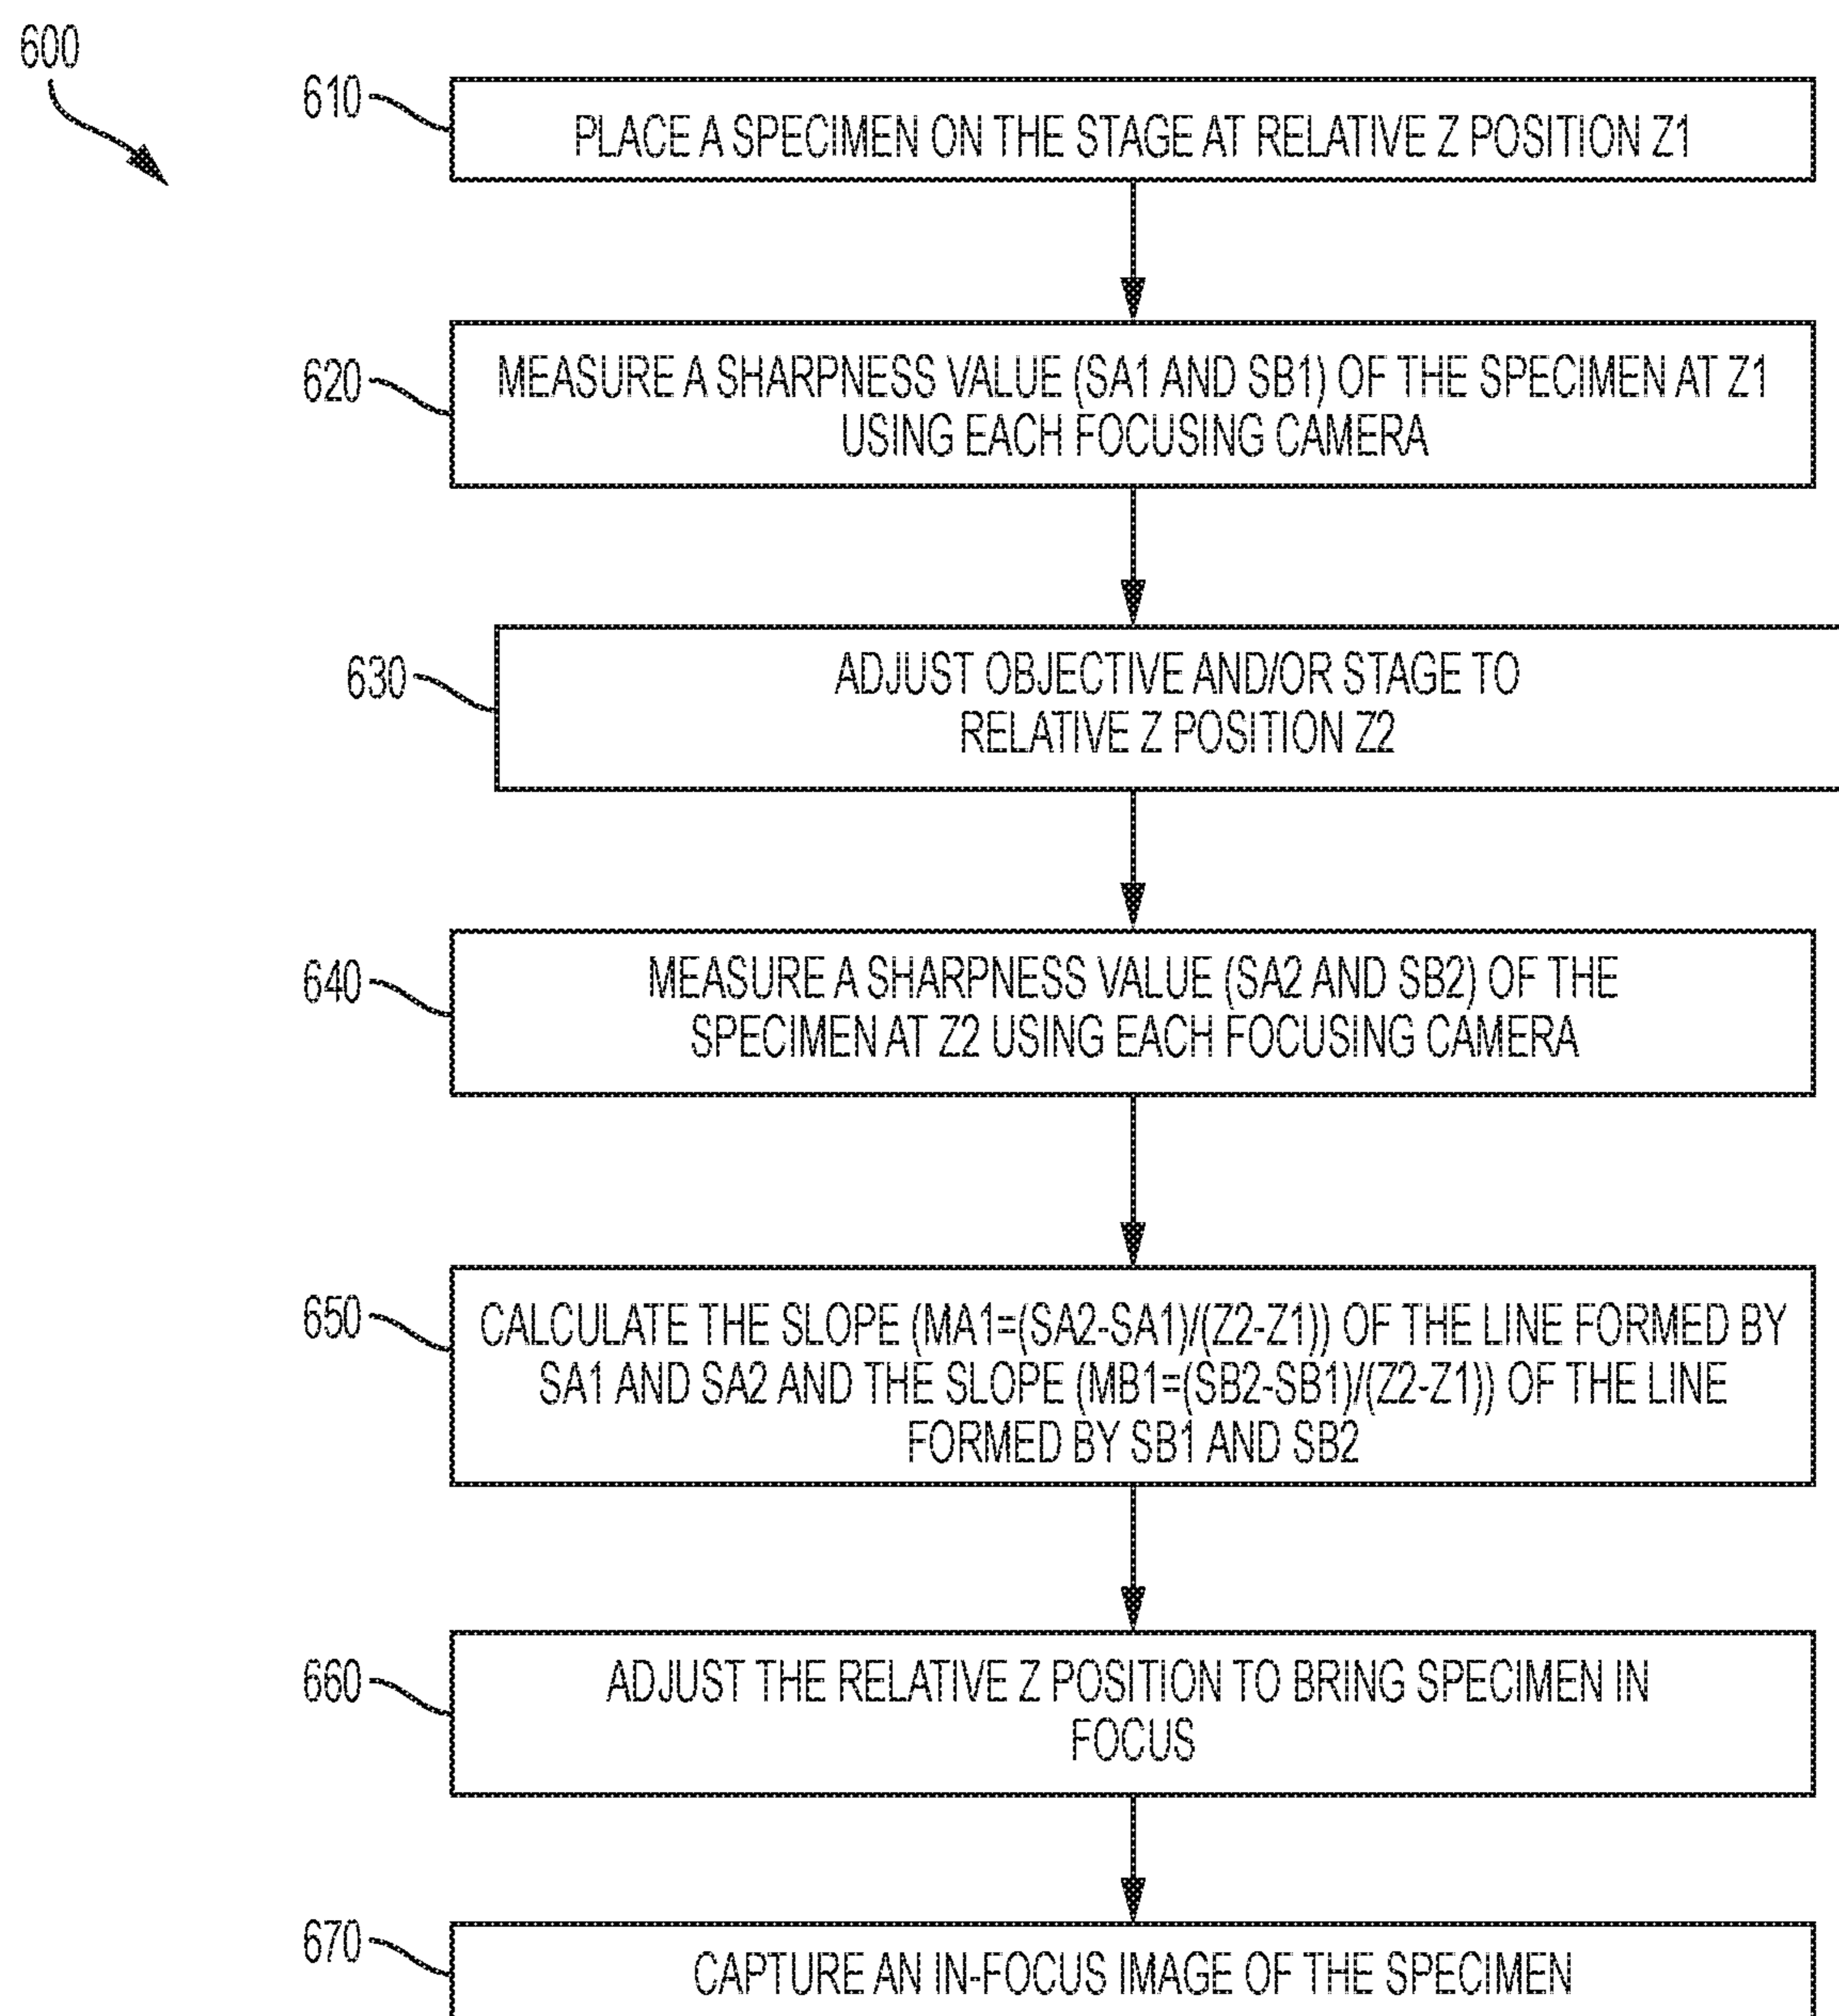 600
610
PLACE A SPECIMEN ON THE STAGE AT RELATIVE Z POSITION Z1
620
MEASURE A SHARPNESS VALUE (SA1 AND SB1) OF THE SPECIMEN AT Z1
USING EACH FOCUSING CAMERA
630
ADJUST OBJECTIVE AND/OR STAGE TO
RELATIVE Z POSITION Z2
640
MEASURE A SHARPNESS VALUE (SA2 AND SB2) OF THE
SPECIMEN AT Z2 USING EACH FOCUSING CAMERA
650
CALCULATE THE SLOPE (MA1=(SA2-SA1)/(Z2-Z1)) OF THE LINE FORMED BY
SA1 AND SA2 AND THE SLOPE (MB1=(SB2-SB1)/(Z2-Z1)) OF THE LINE
FORMED BY SB1 AND SB2
660
ADJUST THE RELATIVE Z POSITION TO BRING SPECIMEN IN
FOCUS
670
CAPTURE AN IN-FOCUS IMAGE OF THE SPECIMEN